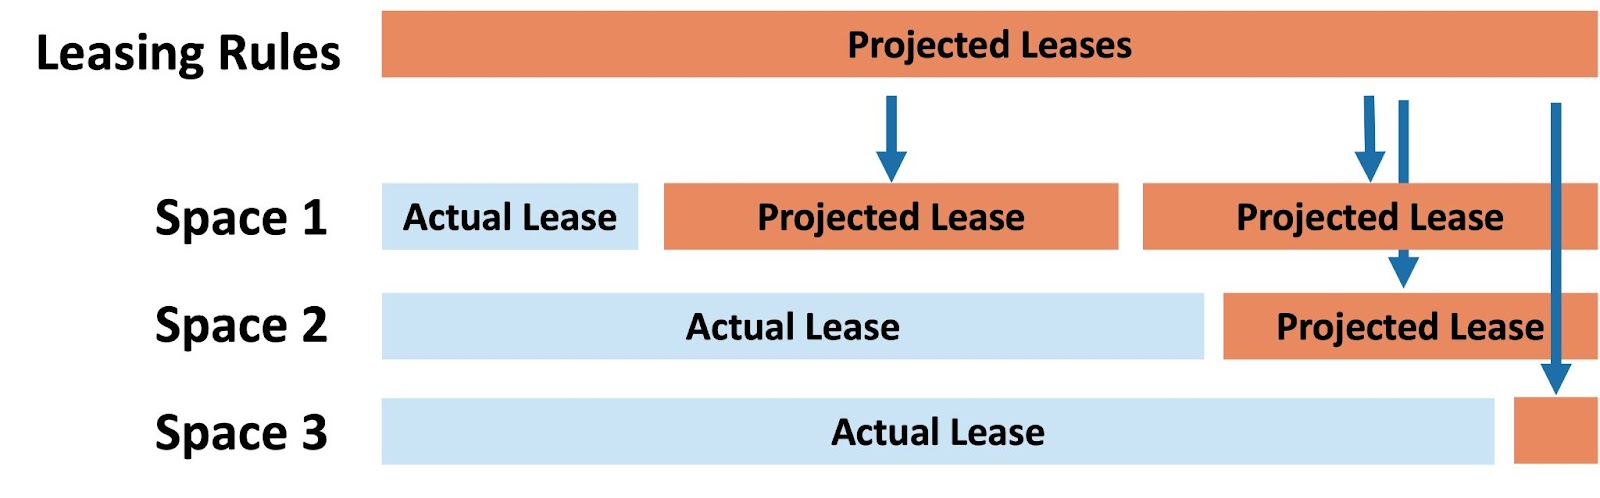 Leasing Rules
Projected Leases
Space 1
Actual Lease
Projected Lease
Projected Lease
Space 2
Actual Lease
Projected Lease
Space 3
Actual Lease